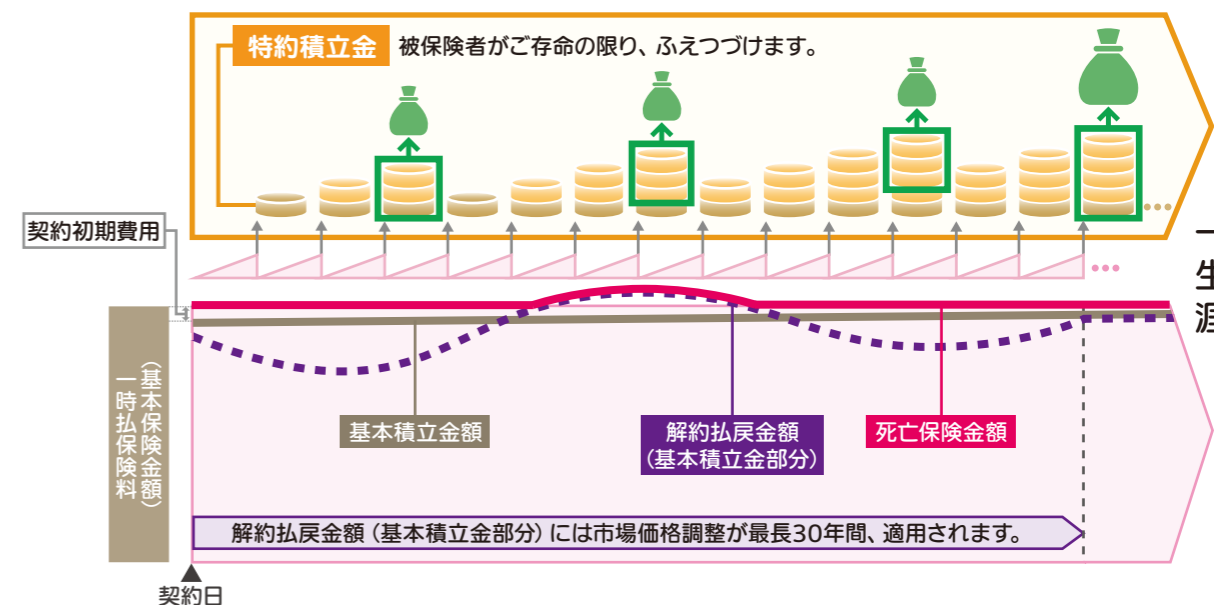 特約積立金 被保険者がご存命の限り、ふえつづけます。
…
契約初期費用
…
一生涯
一時払保険料
(基本保険金額)
基本積立金額
解約払戻金額
(基本積立金部分)
死亡保険金額
解約払戻金額(基本積立金部分)には市場価格調整が最長30年間、適用されます。
契約日